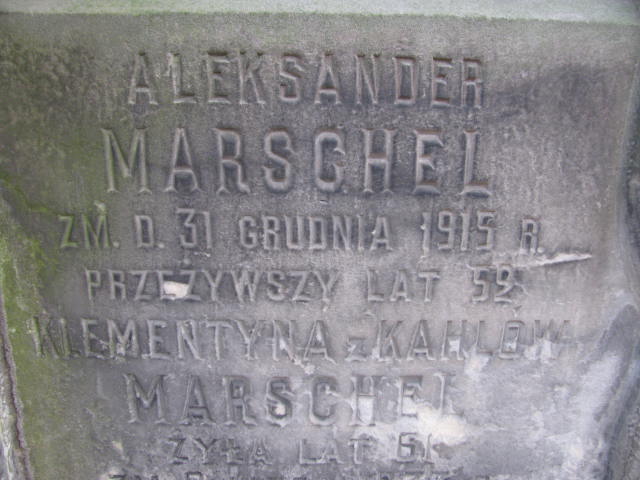 ALEKSANDER
MARSCHEL
ZM. D. 31 GRUDNIA 1915 R.
PRZEŻYWSZY LAT 52
KLEMENTYNA z KAHLÓW
MARSCHEL
ŻYŁA LAT 61